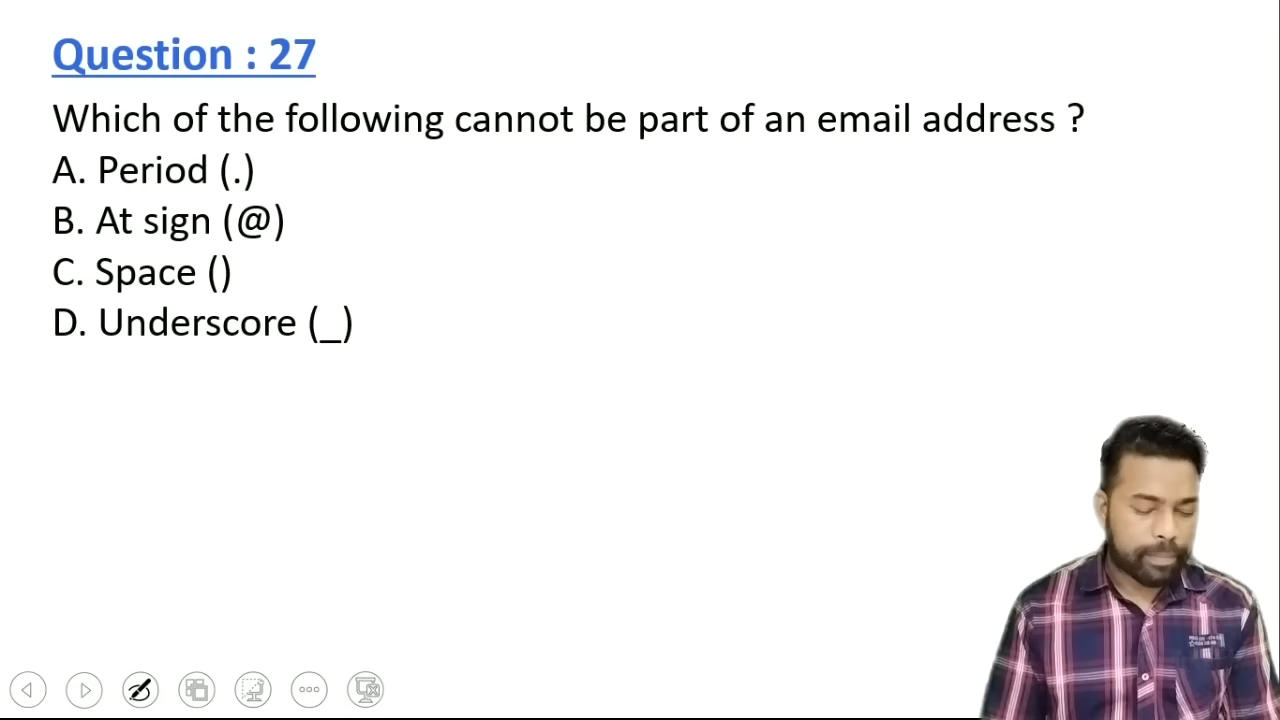 Question : 27
Which of the following cannot be part of an email address ?
A. Period (.)
B. At sign (@)
C. Space ()
D. Underscore (_)